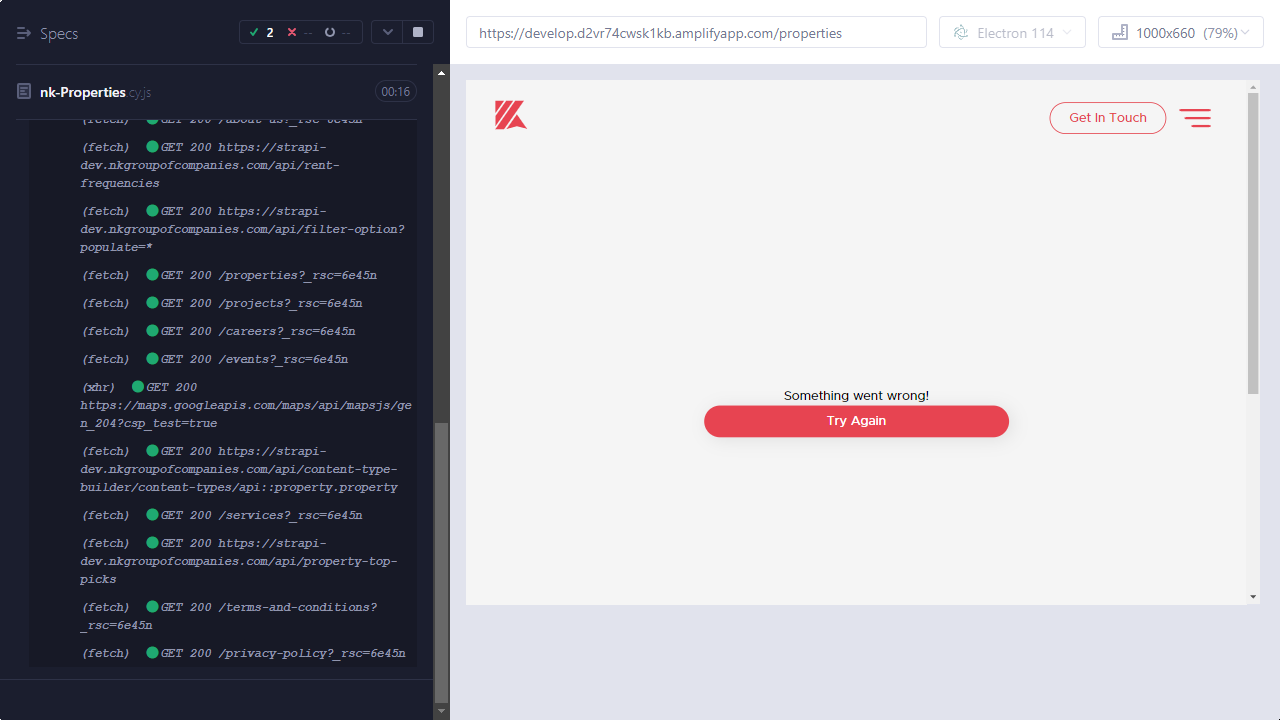 Specs
2
--
--
nk-Properties.cy.js
00:16
(fetch) GET 200 /about-us?_rsc=6e45n
(fetch) GET 200 https://strapi-
dev.nkgroupofcompanies.com/api/rent-
frequencies
(fetch) GET 200 https://strapi-
dev.nkgroupofcompanies.com/api/filter-option?
populate=*
(fetch) GET 200 /properties?_rsc=6e45n
(fetch) GET 200 /projects?_rsc=6e45n
(fetch) GET 200 /careers?_rsc=6e45n
(fetch) GET 200 /events?_rsc=6e45n
(xhr) GET 200
https://maps.googleapis.com/maps/api/mapsjs/ge
n_204?csp_test=true
(fetch) GET 200 https://strapi-
dev.nkgroupofcompanies.com/api/content-type-
builder/content-types/api::property.property
(fetch) GET 200 /services?_rsc=6e45n
(fetch) GET 200 https://strapi-
dev.nkgroupofcompanies.com/api/property-top-
picks
(fetch) GET 200 /terms-and-conditions?
_rsc=6e45n
(fetch) GET 200 /privacy-policy?_rsc=6e45n
https://develop.d2vr74cwsk1kb.amplifyapp.com/properties
Electron 114
1000x660 (79%)
Get In Touch
Something went wrong!
Try Again